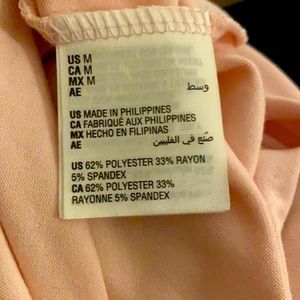 US M
CA M
MX M
AE وسط
US MADE IN PHILIPPINES
CA FABRIQUÉ AUX PHILIPPINES
MX HECHO EN FILIPINAS
AE صنع في الفلبين
US 62% POLYESTER 33% RAYON
5% SPANDEX
CA 62% POLYESTER 33%
RAYONNE 5% SPANDEX